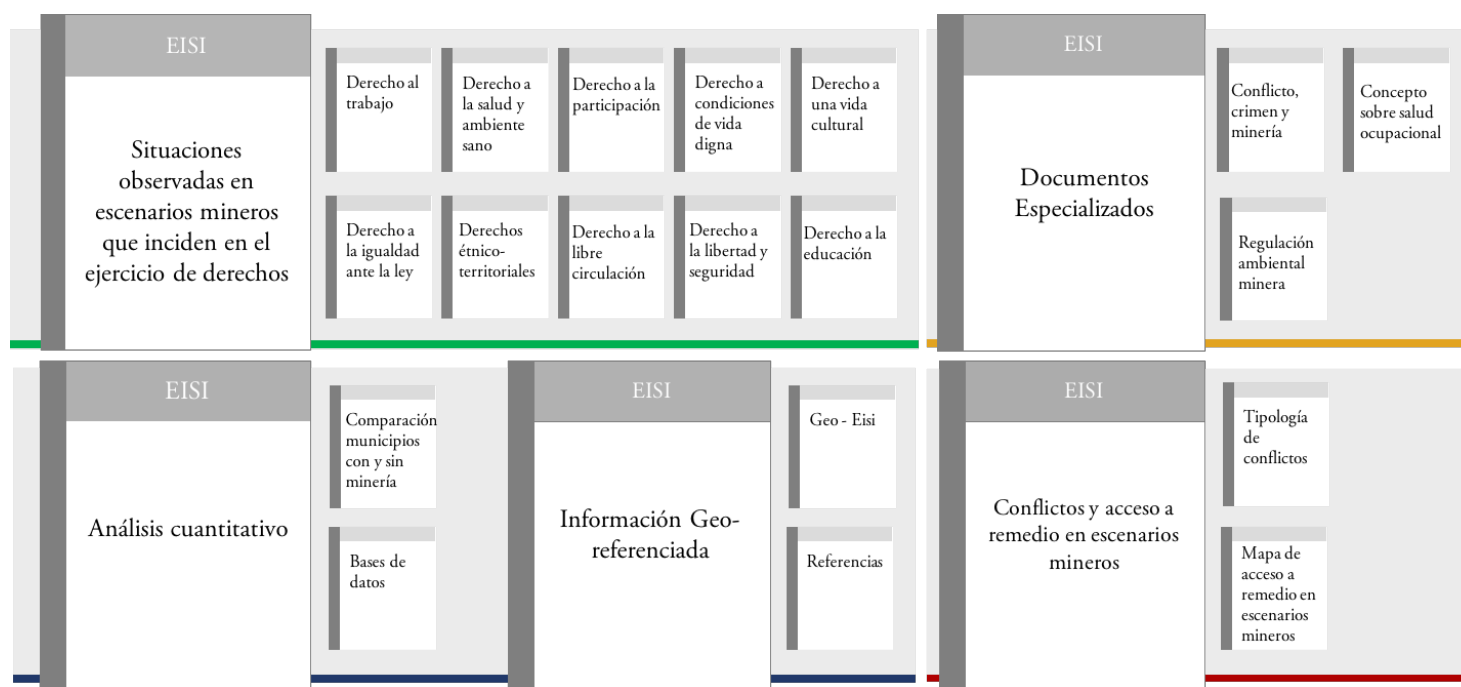 EISI
Situaciones
observadas en
escenarios mineros
que inciden en el
ejercicio de derechos
Derecho al
trabajo
Derecho a
la salud y
ambiente
sano
Derecho a la
participación
Derecho a
condiciones
de vida
digna
Derecho a
una vida
cultural
Derecho a
la igualdad
ante la ley
Derechos
étnico-
territoriales
Derecho a la
libre
circulación
Derecho a
la libertad y
seguridad
Derecho a la
educación
EISI
Documentos
Especializados
Conflicto,
crimen y
minería
Concepto
sobre salud
ocupacional
Regulación
ambiental
minera
EISI
Análisis cuantitativo
Comparación
municipios
con y sin
minería
Bases de
datos
EISI
Información Geo-
referenciada
Geo - Eisi
Referencias
EISI
Conflictos y acceso a
remedio en escenarios
mineros
Tipología
de
conflictos
Mapa de
acceso a
remedio en
escenarios
mineros